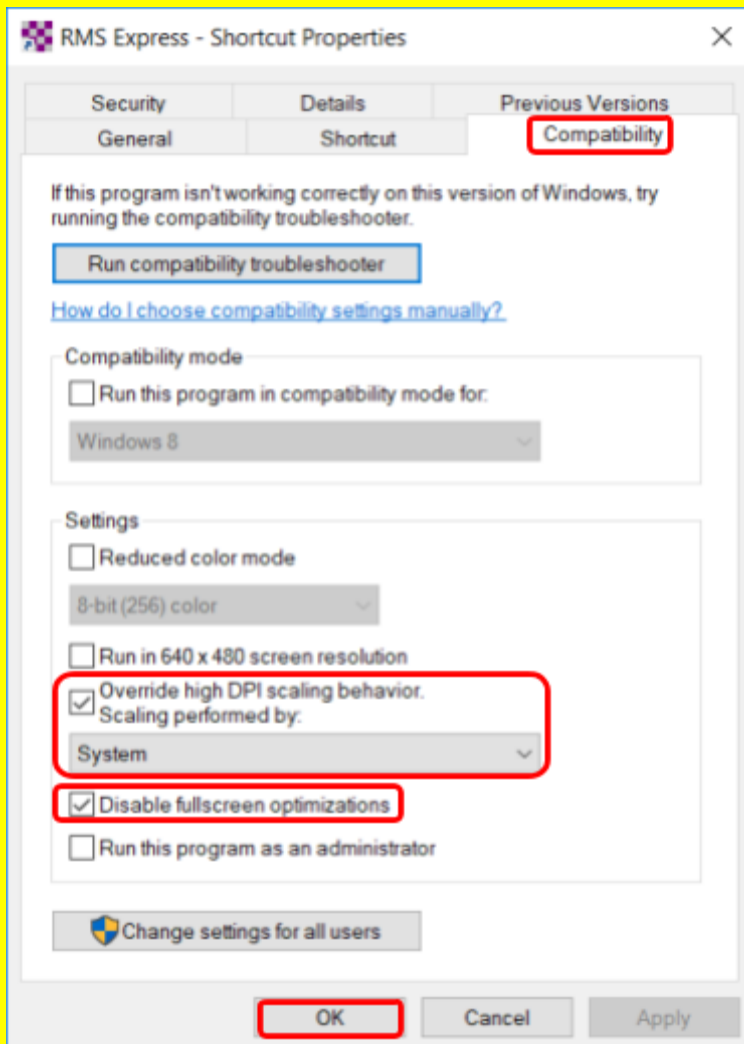 RMS Express - Shortcut Properties
Security Details Previous Versions
General Shortcut Compatibility
If this program isn't working correctly on this version of Windows, try
running the compatibility troubleshooter.
Run compatibility troubleshooter
How do I choose compatibility settings manually?
Compatibility mode
Run this program in compatibility mode for:
Windows 8
Settings
Reduced color mode
8-bit (256) color
Run in 640 x 480 screen resolution
Override high DPI scaling behavior.
Scaling performed by:
System
Disable fullscreen optimizations
Run this program as an administrator
Change settings for all users
OK Cancel Apply